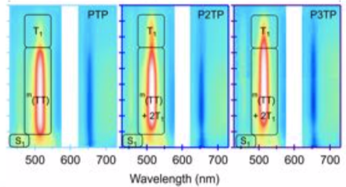 PTP P2TP P3TP
T₁ T₁ T₁
ᵐ(TT) ᵐ(TT) + 2T₁ ᵐ(TT) + 2T₁
S₁ S₁ S₁
500 600 700 500 600 700 500 600 700
Wavelength (nm)